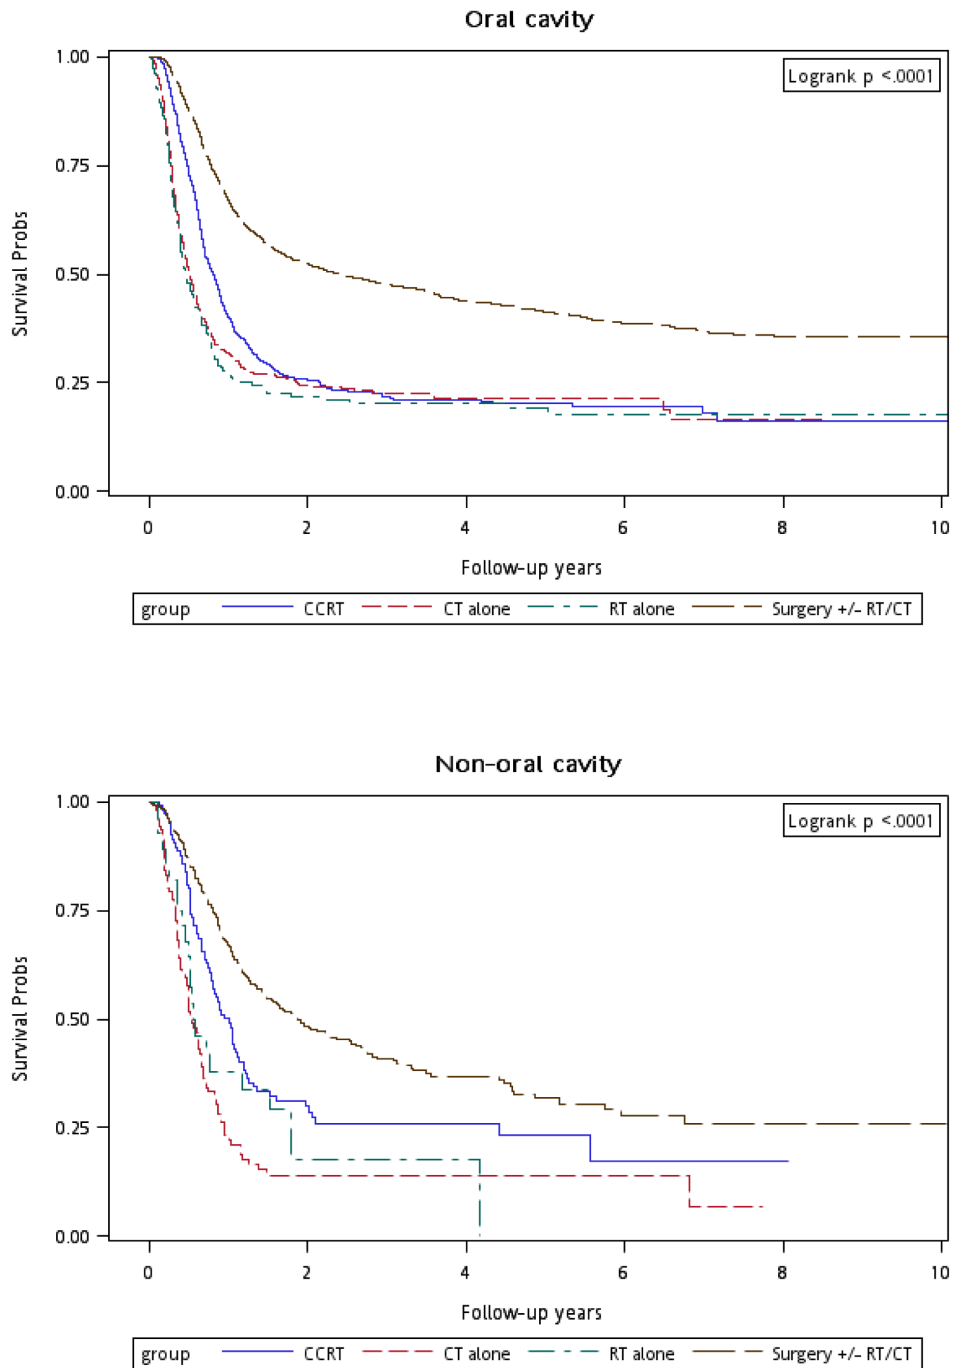 Oral cavity
Logrank p <.0001
1.00
0.75
0.50
0.25
0.00
Survival Probs
0 2 4 6 8 10
Follow-up years
group CCRT CT alone RT alone Surgery +/- RT/CT
Non-oral cavity
Logrank p <.0001
1.00
0.75
0.50
0.25
0.00
Survival Probs
0 2 4 6 8 10
Follow-up years
group CCRT CT alone RT alone Surgery +/- RT/CT